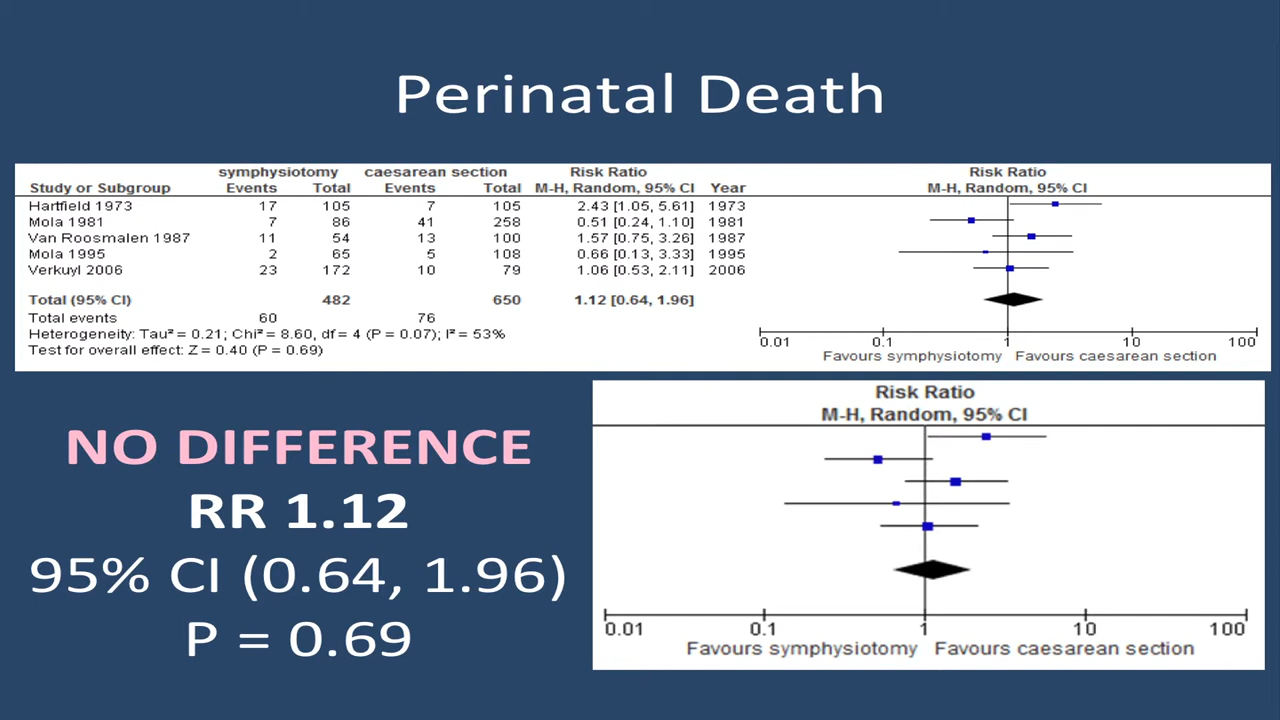 Perinatal Death
symphysiotomy caesarean section Risk Ratio Risk Ratio
Study or Subgroup Events Total Events Total M-H, Random, 95% CI Year M-H, Random, 95% CI
Hartfield 1973 17 105 7 105 2.43 [1.05, 5.61] 1973
Mola 1981 7 86 41 258 0.51 [0.24, 1.10] 1981
Van Roosmalen 1987 11 54 13 100 1.57 [0.75, 3.26] 1987
Mola 1995 2 65 5 108 0.66 [0.13, 3.33] 1995
Verkuyl 2006 23 172 10 79 1.06 [0.53, 2.11] 2006
Total (95% CI) 482 650 1.12 [0.64, 1.96]
Total events 60 76
Heterogeneity: Tau² = 0.21; Chi² = 8.60, df = 4 (P = 0.07); I² = 53%
Test for overall effect: Z = 0.40 (P = 0.69)
0.01 0.1 1 10 100
Favours symphysiotomy Favours caesarean section
NO DIFFERENCE
RR 1.12
95% CI (0.64, 1.96)
P = 0.69
Risk Ratio
M-H, Random, 95% CI
0.01 0.1 1 10 100
Favours symphysiotomy Favours caesarean section